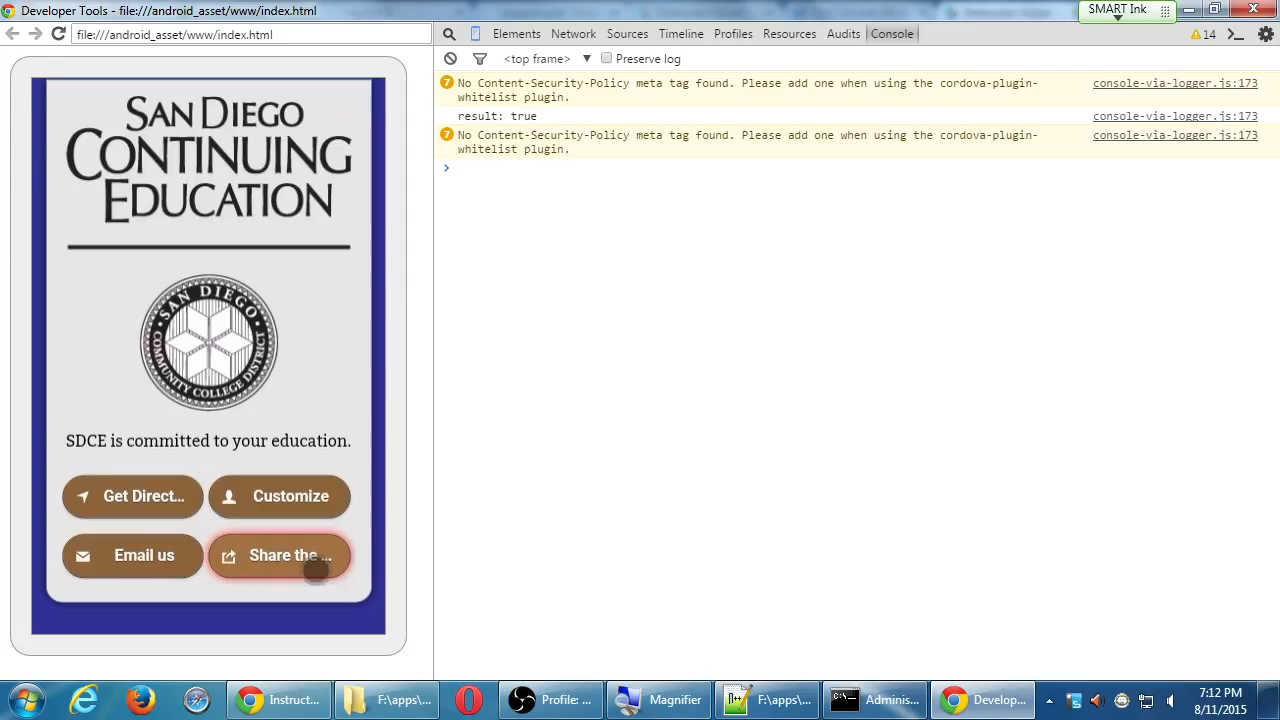 Developer Tools - file:///android_asset/www/index.html
SMART Ink
file:///android_asset/www/index.html
Elements Network Sources Timeline Profiles Resources Audits Console
14
<top frame> Preserve log
7 No Content-Security-Policy meta tag found. Please add one when using the cordova-plugin- console-via-logger.js:173
whitelist plugin.
result: true console-via-logger.js:173
7 No Content-Security-Policy meta tag found. Please add one when using the cordova-plugin- console-via-logger.js:173
whitelist plugin.
SAN DIEGO
CONTINUING
EDUCATION
SAN DIEGO
COMMUNITY COLLEGE DISTRICT
SDCE is committed to your education.
Get Direct... Customize
Email us Share the ...
Instruct... F:\apps\... Profile: ... Magnifier F:\apps\... Adminis... Develop... 7:12 PM
8/11/2015